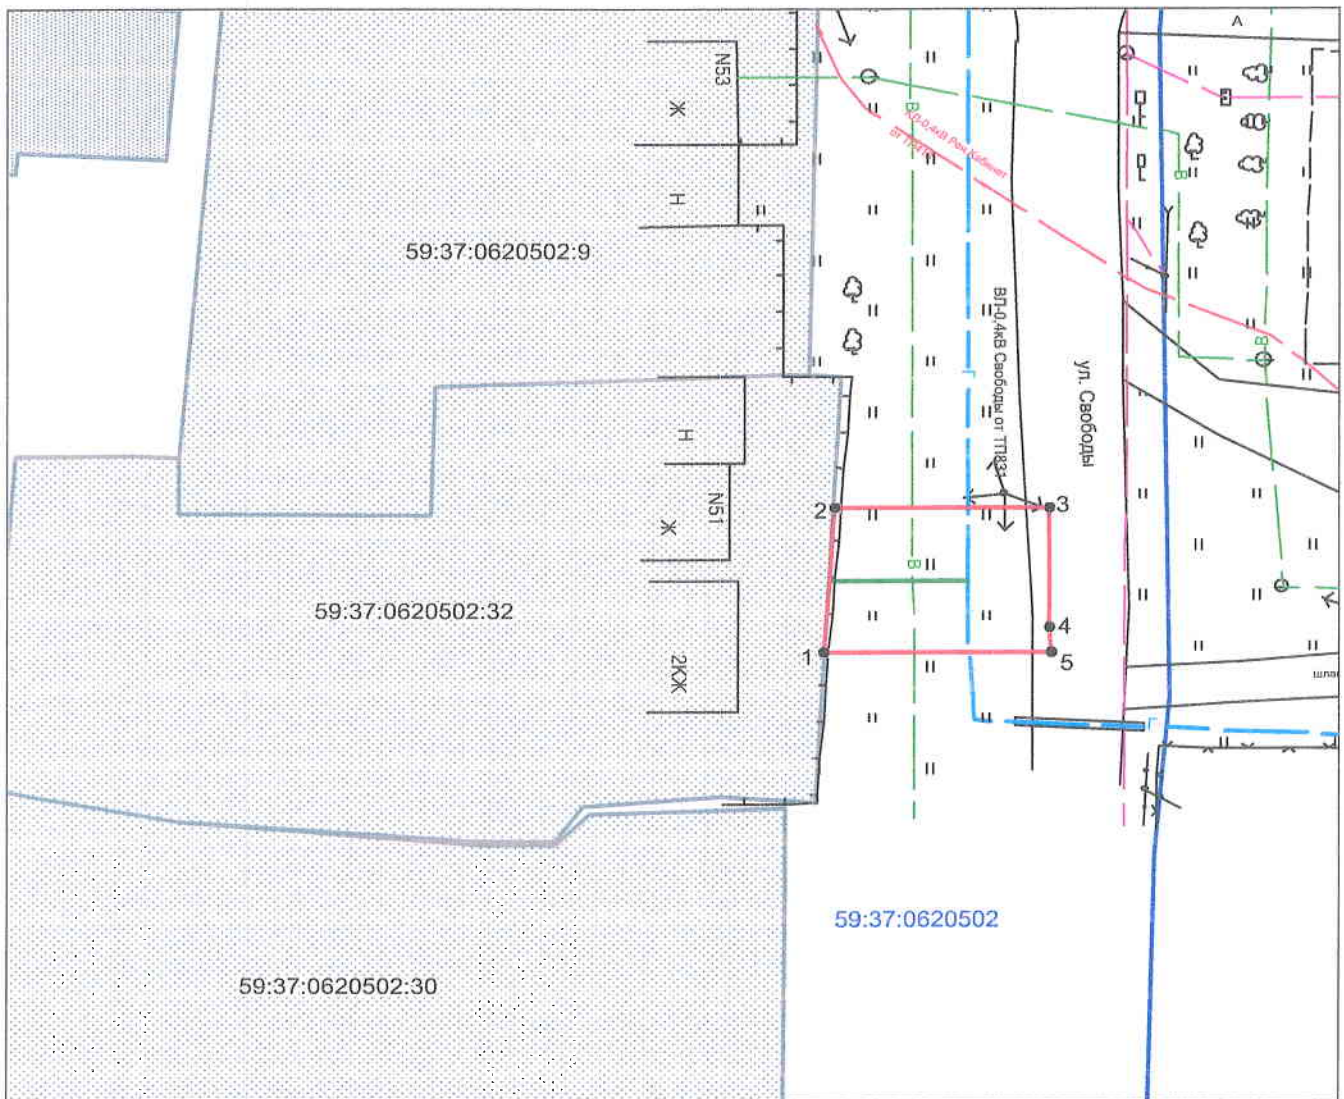 А
N53
Ж
В
КЛ-0,4кВ
Н
В
59:37:0620502:9
ВЛ-0,4кВ Свободы от ТП831
В
Г
ул. Свободы
Н
N51
2
3
Ж
В
59:37:0620502:32
4
1
5
2КЖ
Г
59:37:0620502
59:37:0620502:30